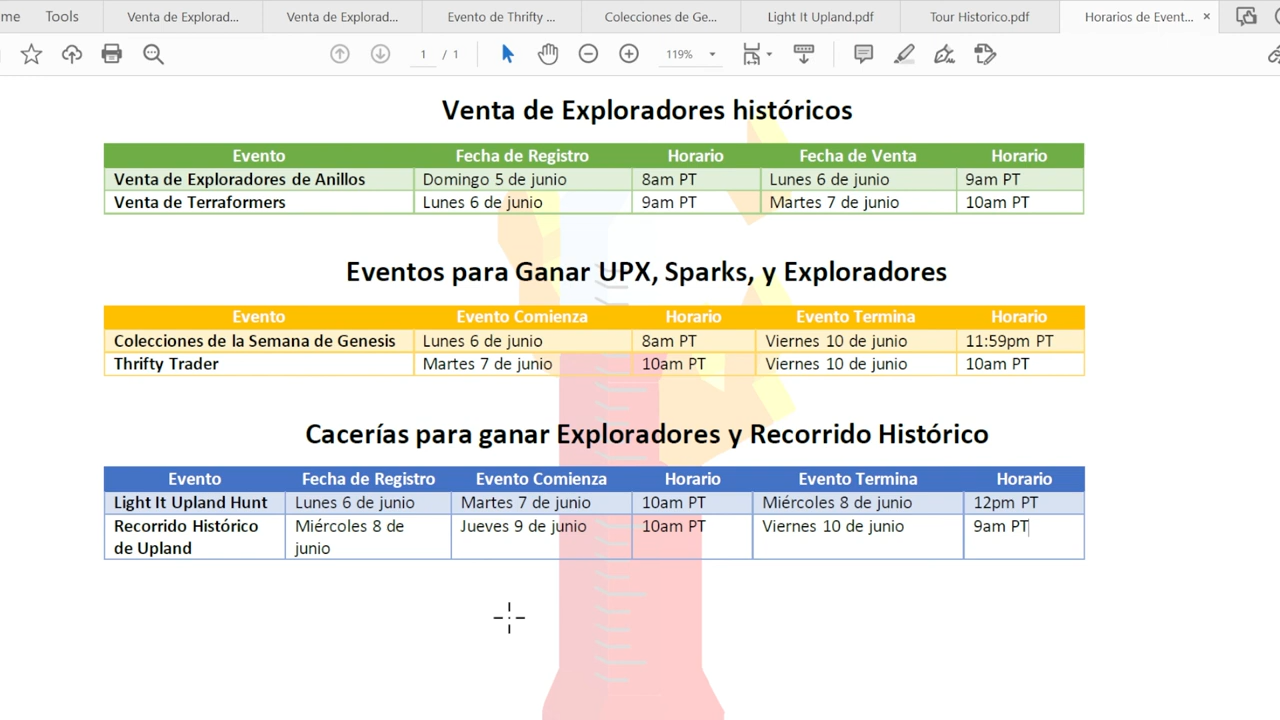 me Tools Venta de Explorad... Venta de Explorad... Evento de Thrifty ... Colecciones de Ge... Light It Upland.pdf Tour Historico.pdf Horarios de Event... ×
1 / 1 119%
Venta de Exploradores históricos
Evento Fecha de Registro Horario Fecha de Venta Horario
Venta de Exploradores de Anillos Domingo 5 de junio 8am PT Lunes 6 de junio 9am PT
Venta de Terraformers Lunes 6 de junio 9am PT Martes 7 de junio 10am PT
Eventos para Ganar UPX, Sparks, y Exploradores
Evento Evento Comienza Horario Evento Termina Horario
Colecciones de la Semana de Genesis Lunes 6 de junio 8am PT Viernes 10 de junio 11:59pm PT
Thrifty Trader Martes 7 de junio 10am PT Viernes 10 de junio 10am PT
Cacerías para ganar Exploradores y Recorrido Histórico
Evento Fecha de Registro Evento Comienza Horario Evento Termina Horario
Light It Upland Hunt Lunes 6 de junio Martes 7 de junio 10am PT Miércoles 8 de junio 12pm PT
Recorrido Histórico Miércoles 8 de Jueves 9 de junio 10am PT Viernes 10 de junio 9am PT
de Upland junio